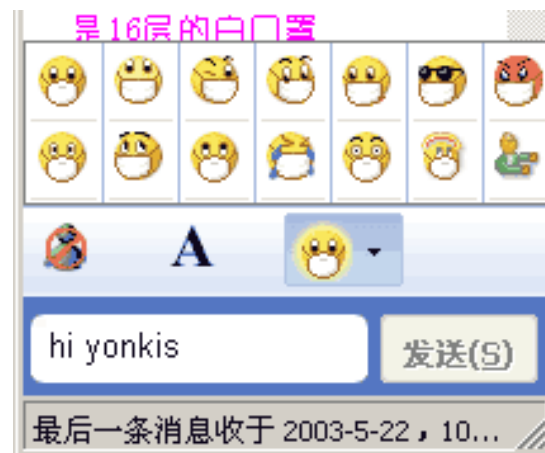 是16层的白口罩
A
hi yonkis
发送(S)
最后一条消息收于 2003-5-22，10...